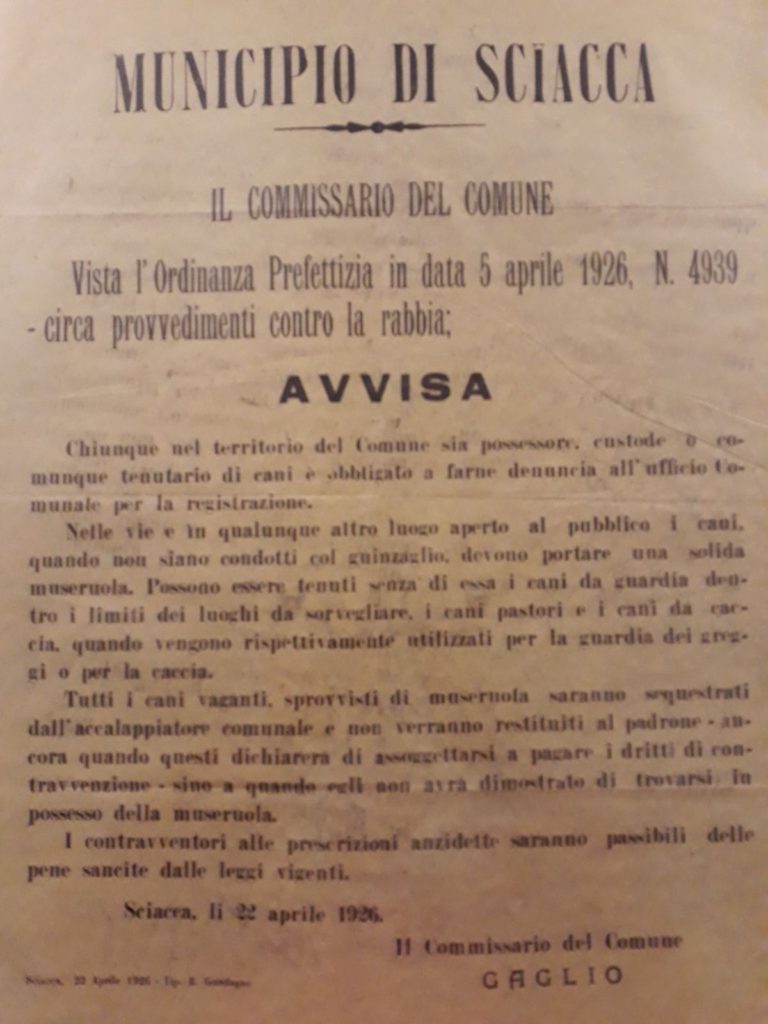 MUNICIPIO DI SCIACCA
IL COMMISSARIO DEL COMUNE
Vista l'Ordinanza Prefettizia in data 5 aprile 1926, N. 4939
- circa provvedimenti contro la rabbia;
AVVISA
Chiunque nel territorio del Comune sia possessore, custode o co-
munque tenutario di cani è obbligato a farne denuncia all'ufficio Co-
munale per la registrazione.
Nelle vie e in qualunque altro luogo aperto al pubblico i cani,
quando non siano condotti col guinzaglio, devono portare una solida
museruola. Possono essere tenuti senza di essa i cani da guardia den-
tro i limiti dei luoghi da sorvegliare, i cani pastori e i cani da cac-
cia, quando vengono rispettivamente utilizzati per la guardia dei greg-
gi o per la caccia.
Tutti i cani vaganti, sprovvisti di museruola saranno sequestrati
dall'accalappiatore comunale e non verranno restituiti al padrone - an-
cora quando questi dichiarerà di assoggettarsi a pagare i dritti di con-
travvenzione - sino a quando egli non avrà dimostrato di trovarsi in
possesso della museruola.
I contravventori alle prescrizioni anzidette saranno passibili delle
pene sancite dalle leggi vigenti.
Sciacca, li 22 aprile 1926.
Il Commissario del Comune
GAGLIO
Sciacca, 22 Aprile 1926 - Tip. B. Guadagno